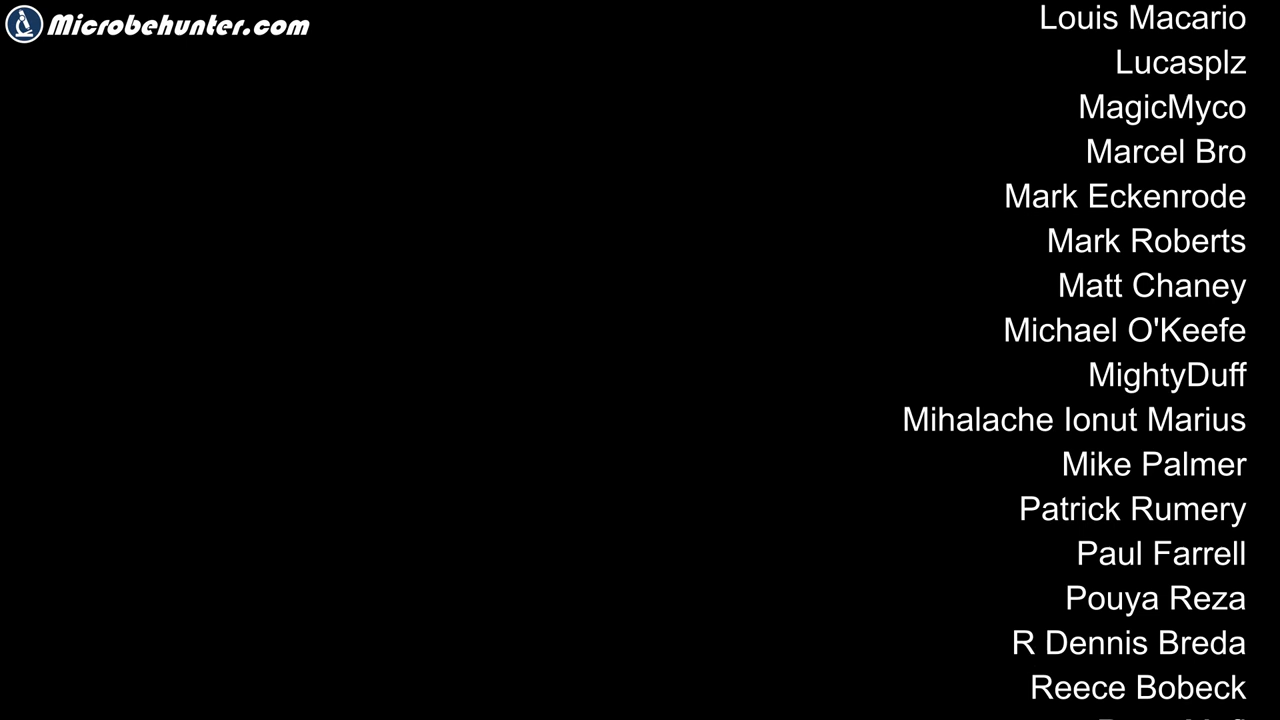 Microbehunter.com
Louis Macario
Lucasplz
MagicMyco
Marcel Bro
Mark Eckenrode
Mark Roberts
Matt Chaney
Michael O'Keefe
MightyDuff
Mihalache Ionut Marius
Mike Palmer
Patrick Rumery
Paul Farrell
Pouya Reza
R Dennis Breda
Reece Bobeck